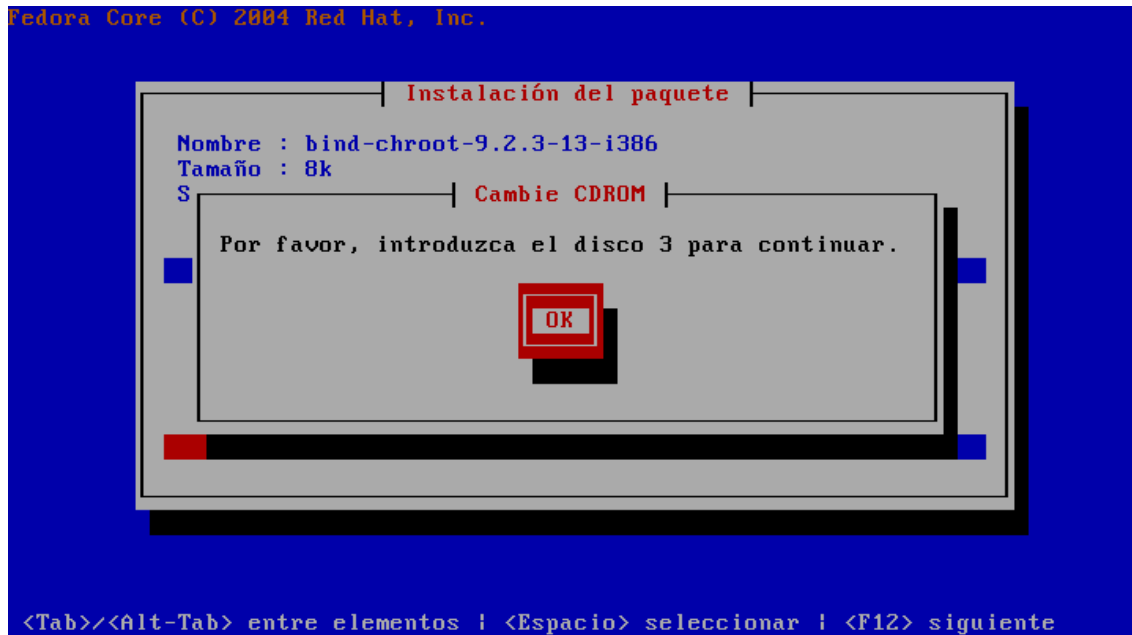 Fedora Core (C) 2004 Red Hat, Inc.
Instalación del paquete
Nombre : bind-chroot-9.2.3-13-i386
Tamaño : 8k
S
Cambie CDROM
Por favor, introduzca el disco 3 para continuar.
OK
<Tab>/<Alt-Tab> entre elementos | <Espacio> seleccionar | <F12> siguiente